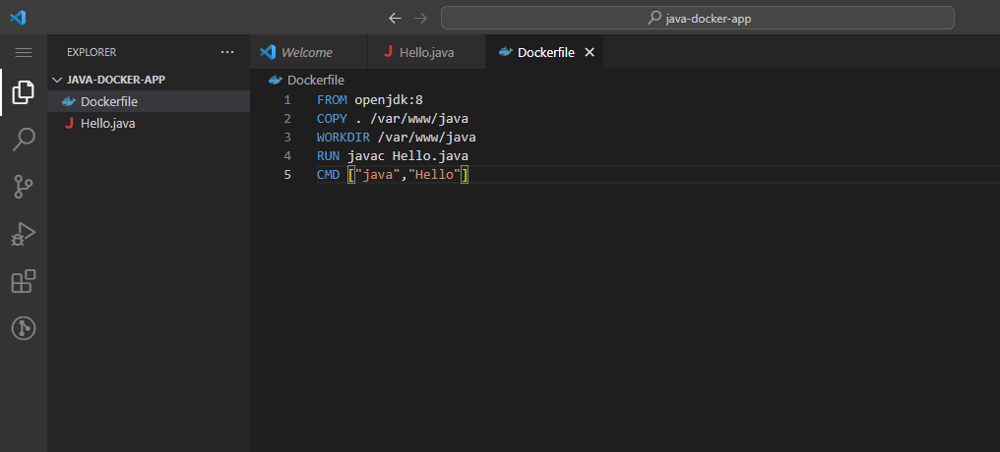 java-docker-app
EXPLORER
Welcome
Hello.java
Dockerfile
JAVA-DOCKER-APP
Dockerfile
Hello.java
Dockerfile
1 FROM openjdk:8
2 COPY . /var/www/java
3 WORKDIR /var/www/java
4 RUN javac Hello.java
5 CMD ["java","Hello"]